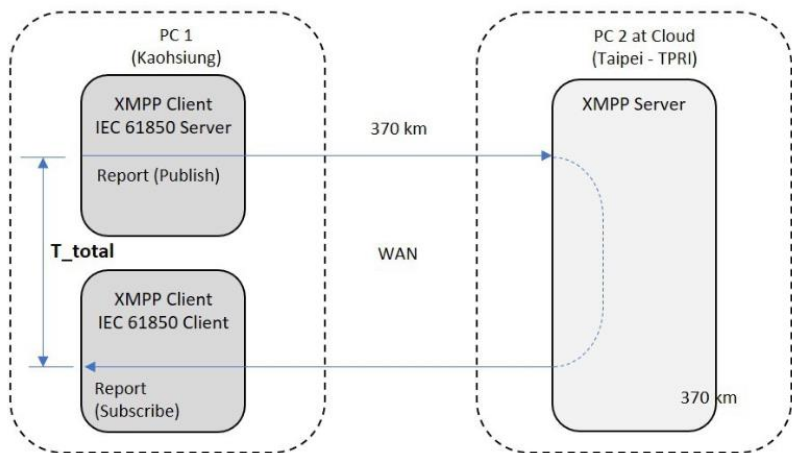 PC 1
(Kaohsiung)
PC 2 at Cloud
(Taipei - TPRI)
XMPP Client
IEC 61850 Server
XMPP Server
370 km
Report (Publish)
T_total
WAN
XMPP Client
IEC 61850 Client
Report
(Subscribe)
370 km